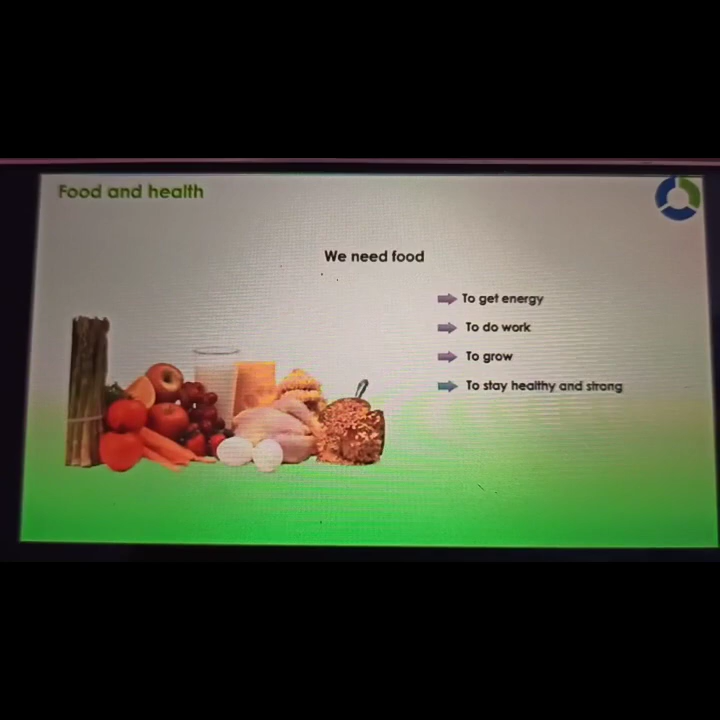 Food and health
We need food
To get energy
To do work
To grow
To stay healthy and strong